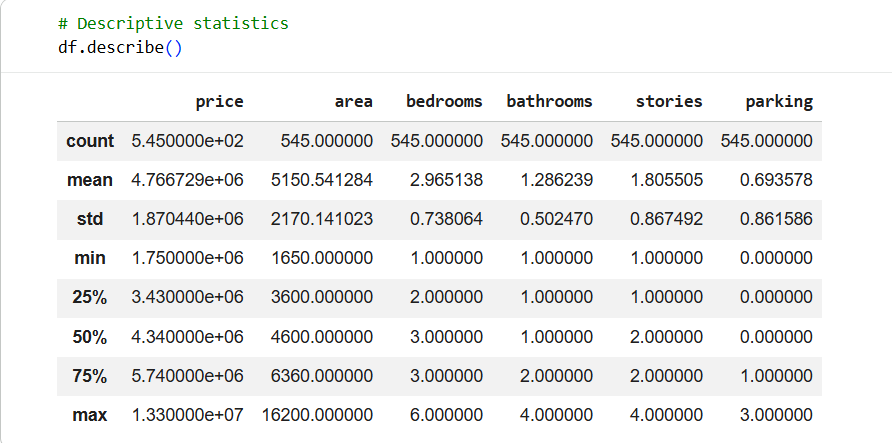 # Descriptive statistics
df.describe()
price area bedrooms bathrooms stories parking
count 5.450000e+02 545.000000 545.000000 545.000000 545.000000 545.000000
mean 4.766729e+06 5150.541284 2.965138 1.286239 1.805505 0.693578
std 1.870440e+06 2170.141023 0.738064 0.502470 0.867492 0.861586
min 1.750000e+06 1650.000000 1.000000 1.000000 1.000000 0.000000
25% 3.430000e+06 3600.000000 2.000000 1.000000 1.000000 0.000000
50% 4.340000e+06 4600.000000 3.000000 1.000000 2.000000 0.000000
75% 5.740000e+06 6360.000000 3.000000 2.000000 2.000000 1.000000
max 1.330000e+07 16200.000000 6.000000 4.000000 4.000000 3.000000